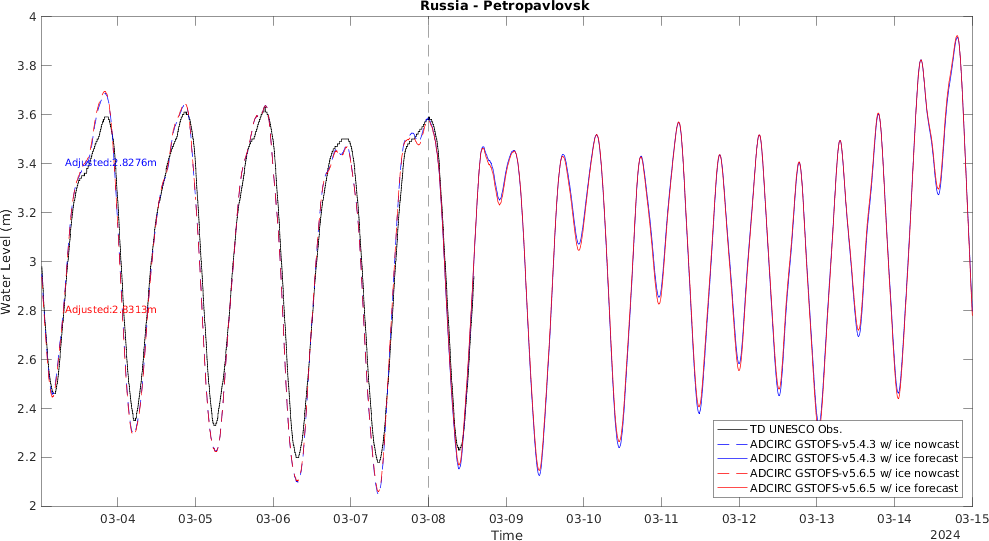 Russia - Petropavlovsk
4
3.8
3.6
3.4
3.2
3
2.8
2.6
2.4
2.2
2
Water Level (m)
Adjusted:2.8276m
Adjusted:2.8313m
TD UNESCO Obs.
ADCIRC GSTOFS-v5.4.3 w/ ice nowcast
ADCIRC GSTOFS-v5.4.3 w/ ice forecast
ADCIRC GSTOFS-v5.6.5 w/ ice nowcast
ADCIRC GSTOFS-v5.6.5 w/ ice forecast
03-04 03-05 03-06 03-07 03-08 03-09 03-10 03-11 03-12 03-13 03-14 03-15
Time
2024